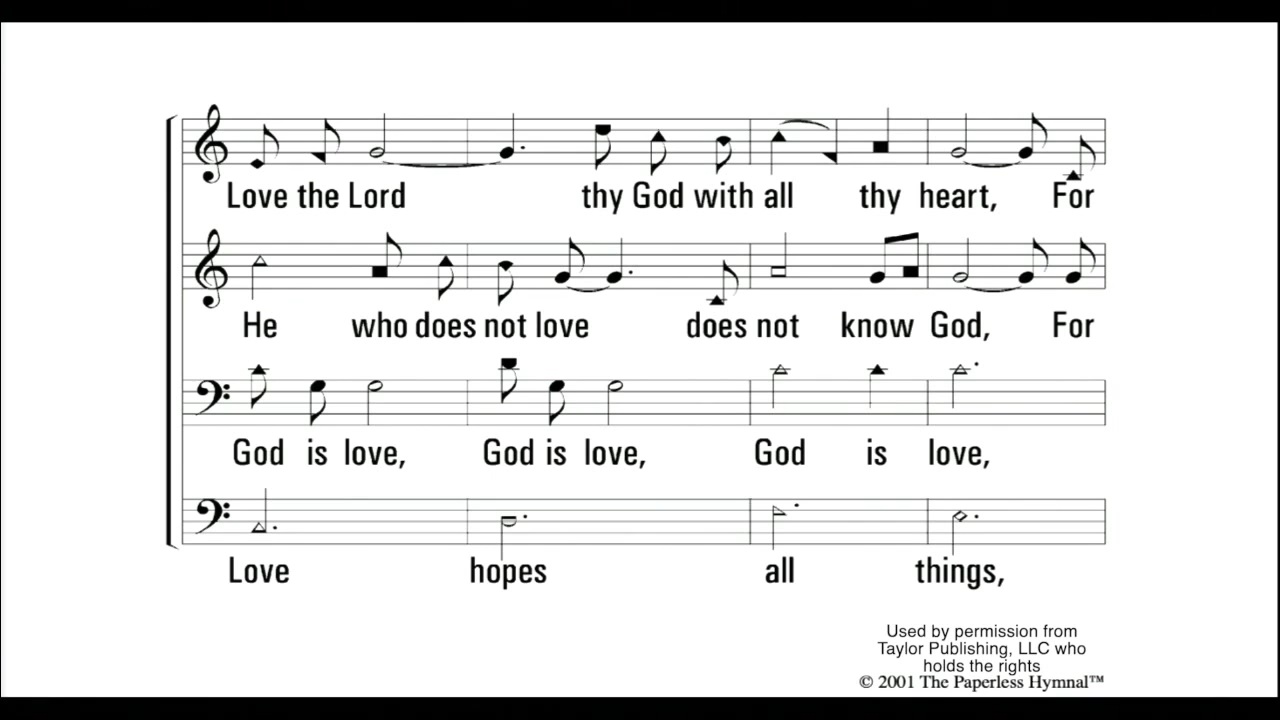 Love the Lord thy God with all thy heart, For
He who does not love does not know God, For
God is love, God is love, God is love,
Love hopes all things,
Used by permission from
Taylor Publishing, LLC who
holds the rights
© 2001 The Paperless Hymnal™